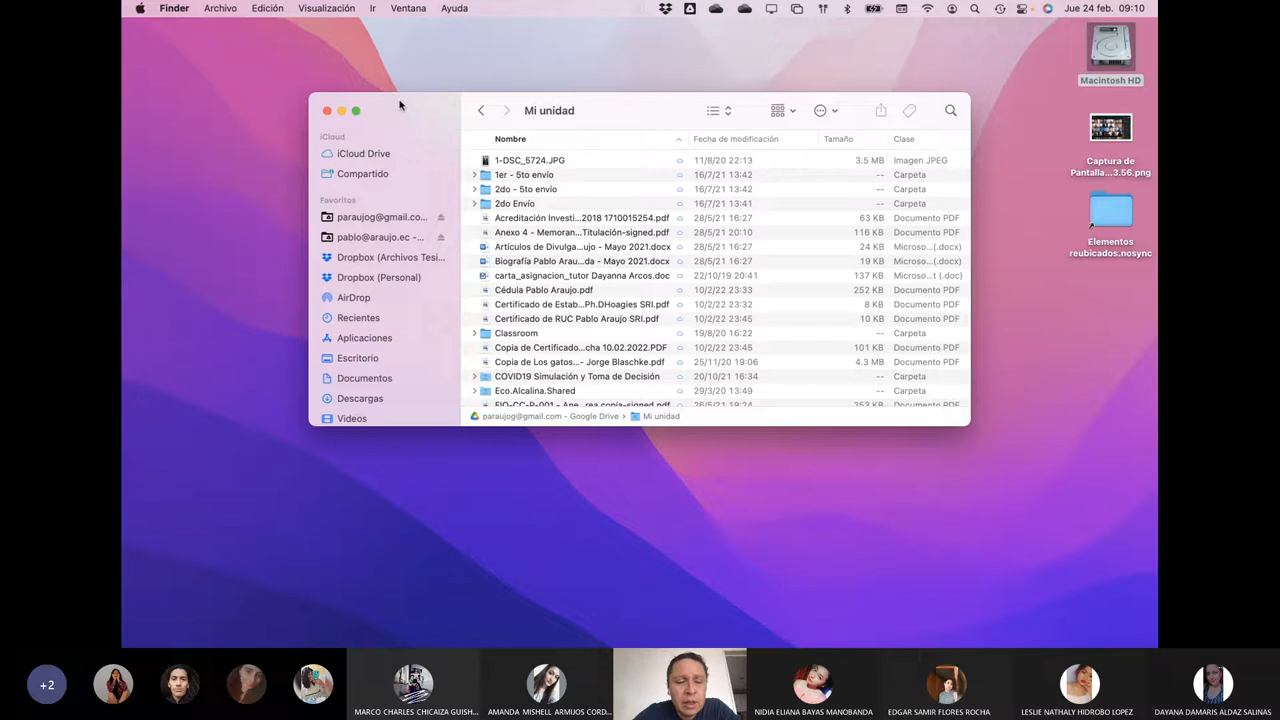 Finder Archivo Edición Visualización Ir Ventana Ayuda Jue 24 feb. 09:10
Macintosh HD
Mi unidad
iCloud
iCloud Drive
Compartido
Favoritos
paraujog@gmail.co...
pablo@araujo.ec -...
Dropbox (Archivos Tesi...
Dropbox (Personal)
AirDrop
Recientes
Aplicaciones
Escritorio
Documentos
Descargas
Videos
Nombre Fecha de modificación Tamaño Clase
1-DSC_5724.JPG 11/8/20 22:13 3.5 MB Imagen JPEG
1er - 5to envío 16/7/21 13:42 -- Carpeta
2do - 5to envío 16/7/21 13:42 -- Carpeta
2do Envío 16/7/21 13:41 -- Carpeta
Acreditación Investi...2018 1710015254.pdf 28/5/21 16:27 63 KB Documento PDF
Anexo 4 - Memoran...Titulación-signed.pdf 28/5/21 20:10 116 KB Documento PDF
Artículos de Divulga...ujo - Mayo 2021.docx 28/5/21 16:27 24 KB Microso...(.docx)
Biografía Pablo Arau...da - Mayo 2021.docx 28/5/21 16:27 19 KB Microso...(.docx)
carta_asignacion_tutor Dayanna Arcos.doc 22/10/19 20:41 137 KB Microso...t (.doc)
Cédula Pablo Araujo.pdf 10/2/22 23:33 252 KB Documento PDF
Certificado de Estab...Ph.DHoagies SRI.pdf 10/2/22 23:44 8 KB Documento PDF
Certificado de RUC Pablo Araujo SRI.pdf 10/2/22 23:45 10 KB Documento PDF
Classroom 19/8/20 16:22 -- Carpeta
Copia de Certificado...cha 10.02.2022.PDF 10/2/22 23:45 101 KB Documento PDF
Copia de Los gatos...- Jorge Blaschke.pdf 25/11/20 19:06 4.3 MB Documento PDF
COVID19 Simulación y Toma de Decisión 20/10/21 16:34 -- Carpeta
Eco.Alcalina.Shared 29/3/20 13:49 -- Carpeta
paraujog@gmail.com - Google Drive › Mi unidad
Captura de
Pantalla...3.56.png
Elementos
reubicados.nosync
+2
MARCO CHARLES CHICAIZA GUISH...
AMANDA MISHELL ARMIJOS CORD...
NIDIA ELIANA BAYAS MANOBANDA
EDGAR SAMIR FLORES ROCHA
LESLIE NATHALY HIDROBO LOPEZ
DAYANA DAMARIS ALDAZ SALINAS